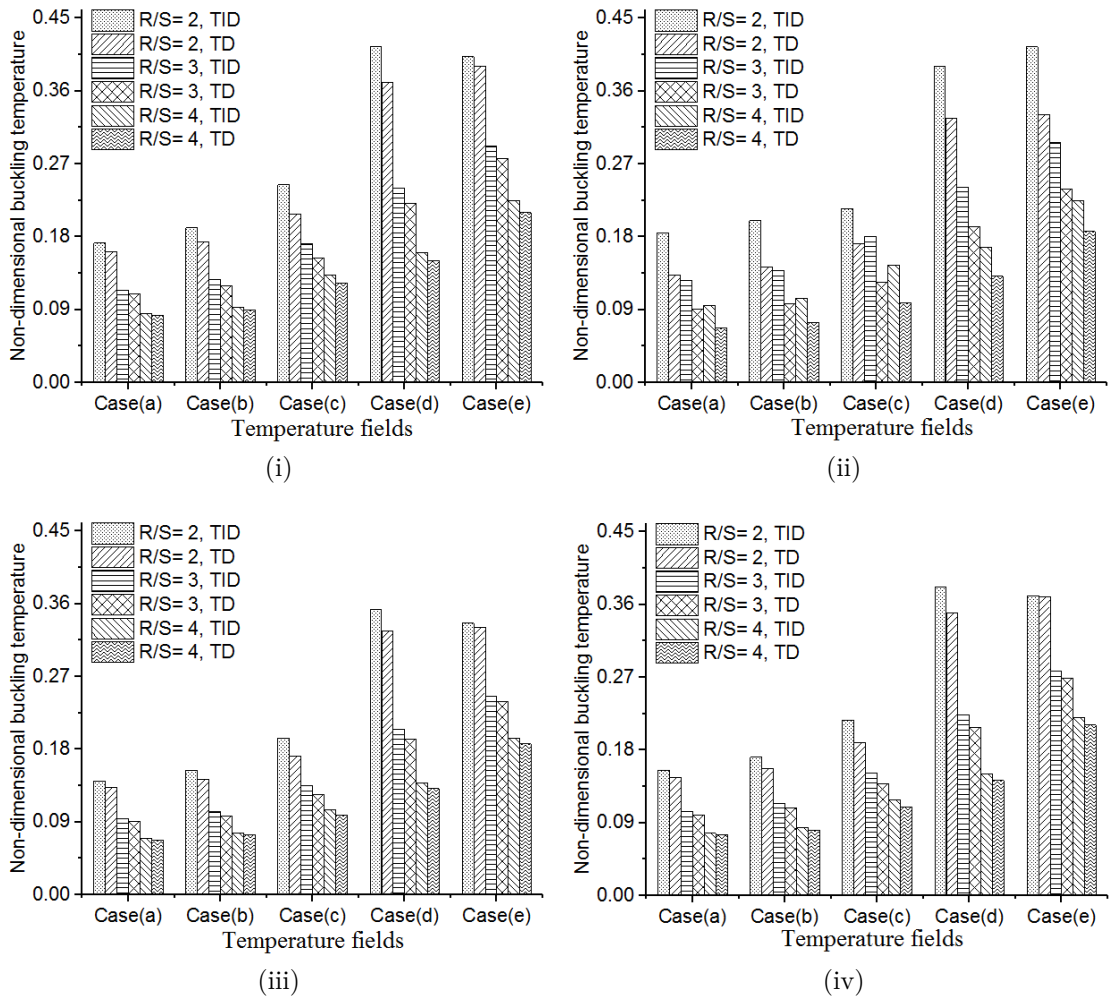 Non-dimensional buckling temperature
0.45
0.36
0.27
0.18
0.09
0.00
R/S= 2, TID
R/S= 2, TD
R/S= 3, TID
R/S= 3, TD
R/S= 4, TID
R/S= 4, TD
Case(a) Case(b) Case(c) Case(d) Case(e)
Temperature fields
(i)
Non-dimensional buckling temperature
0.45
0.36
0.27
0.18
0.09
0.00
R/S= 2, TID
R/S= 2, TD
R/S= 3, TID
R/S= 3, TD
R/S= 4, TID
R/S= 4, TD
Case(a) Case(b) Case(c) Case(d) Case(e)
Temperature fields
(ii)
Non-dimensional buckling temperature
0.45
0.36
0.27
0.18
0.09
0.00
R/S= 2, TID
R/S= 2, TD
R/S= 3, TID
R/S= 3, TD
R/S= 4, TID
R/S= 4, TD
Case(a) Case(b) Case(c) Case(d) Case(e)
Temperature fields
(iii)
Non-dimensional buckling temperature
0.45
0.36
0.27
0.18
0.09
0.00
R/S= 2, TID
R/S= 2, TD
R/S= 3, TID
R/S= 3, TD
R/S= 4, TID
R/S= 4, TD
Case(a) Case(b) Case(c) Case(d) Case(e)
Temperature fields
(iv)